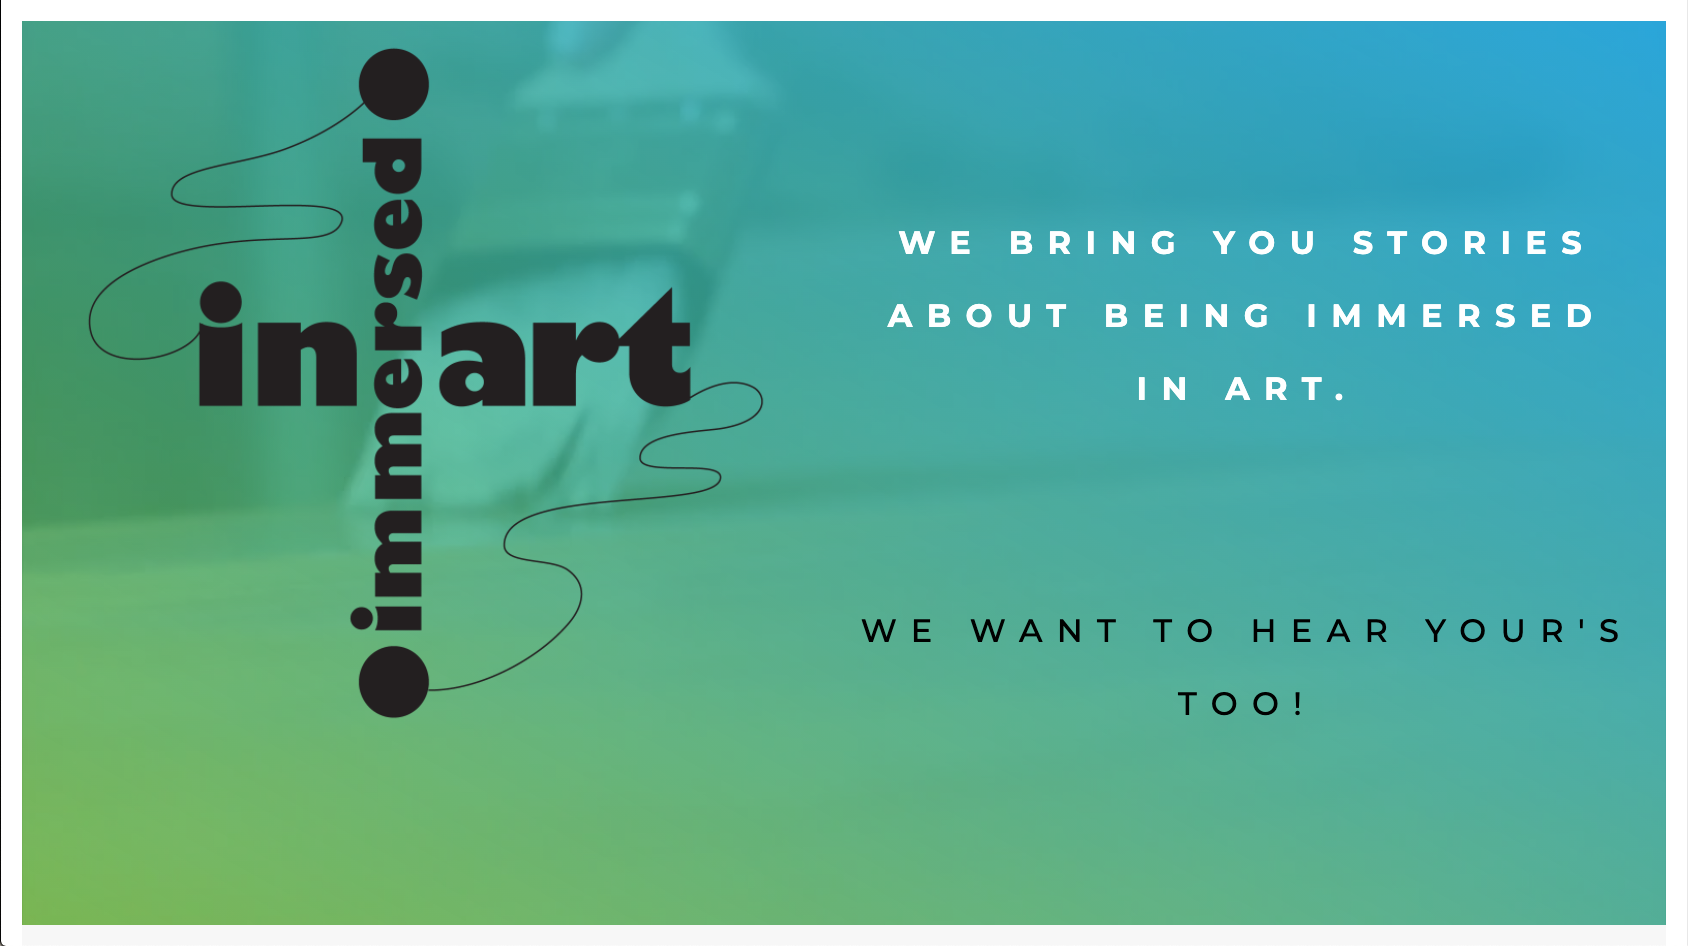 immersed
in art
WE BRING YOU STORIES
ABOUT BEING IMMERSED
IN ART.
WE WANT TO HEAR YOUR'S
TOO!